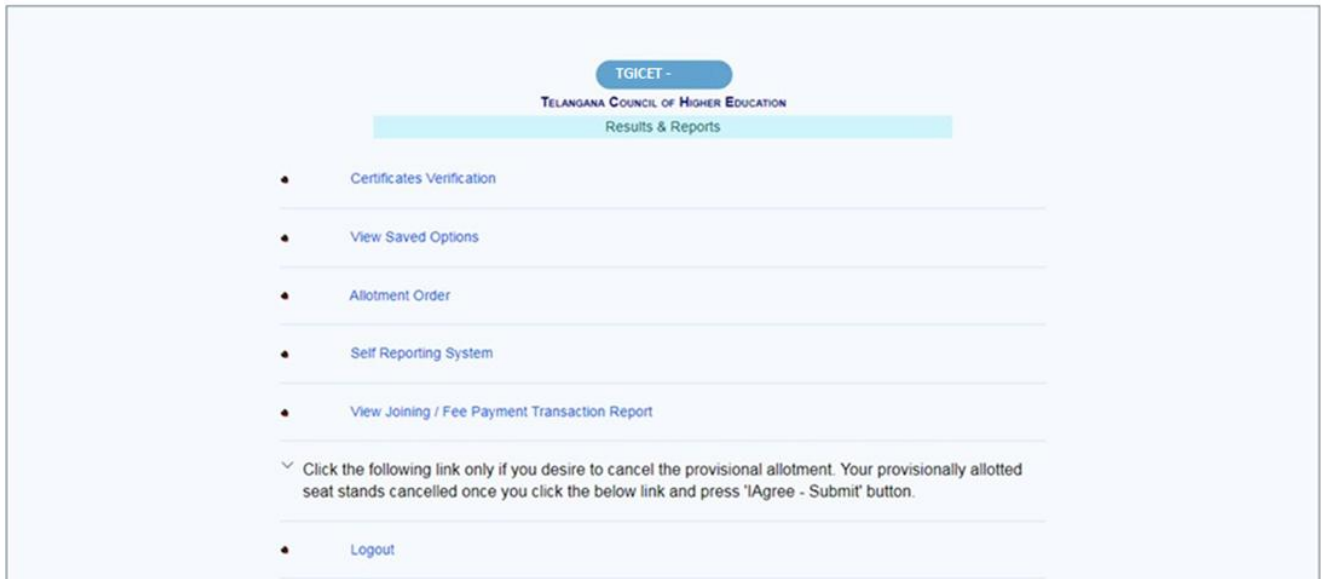 TGICET -
TELANGANA COUNCIL OF HIGHER EDUCATION
Results & Reports
Certificates Verification
View Saved Options
Allotment Order
Self Reporting System
View Joining / Fee Payment Transaction Report
Click the following link only if you desire to cancel the provisional allotment. Your provisionally allotted
seat stands cancelled once you click the below link and press 'IAgree - Submit' button.
Logout